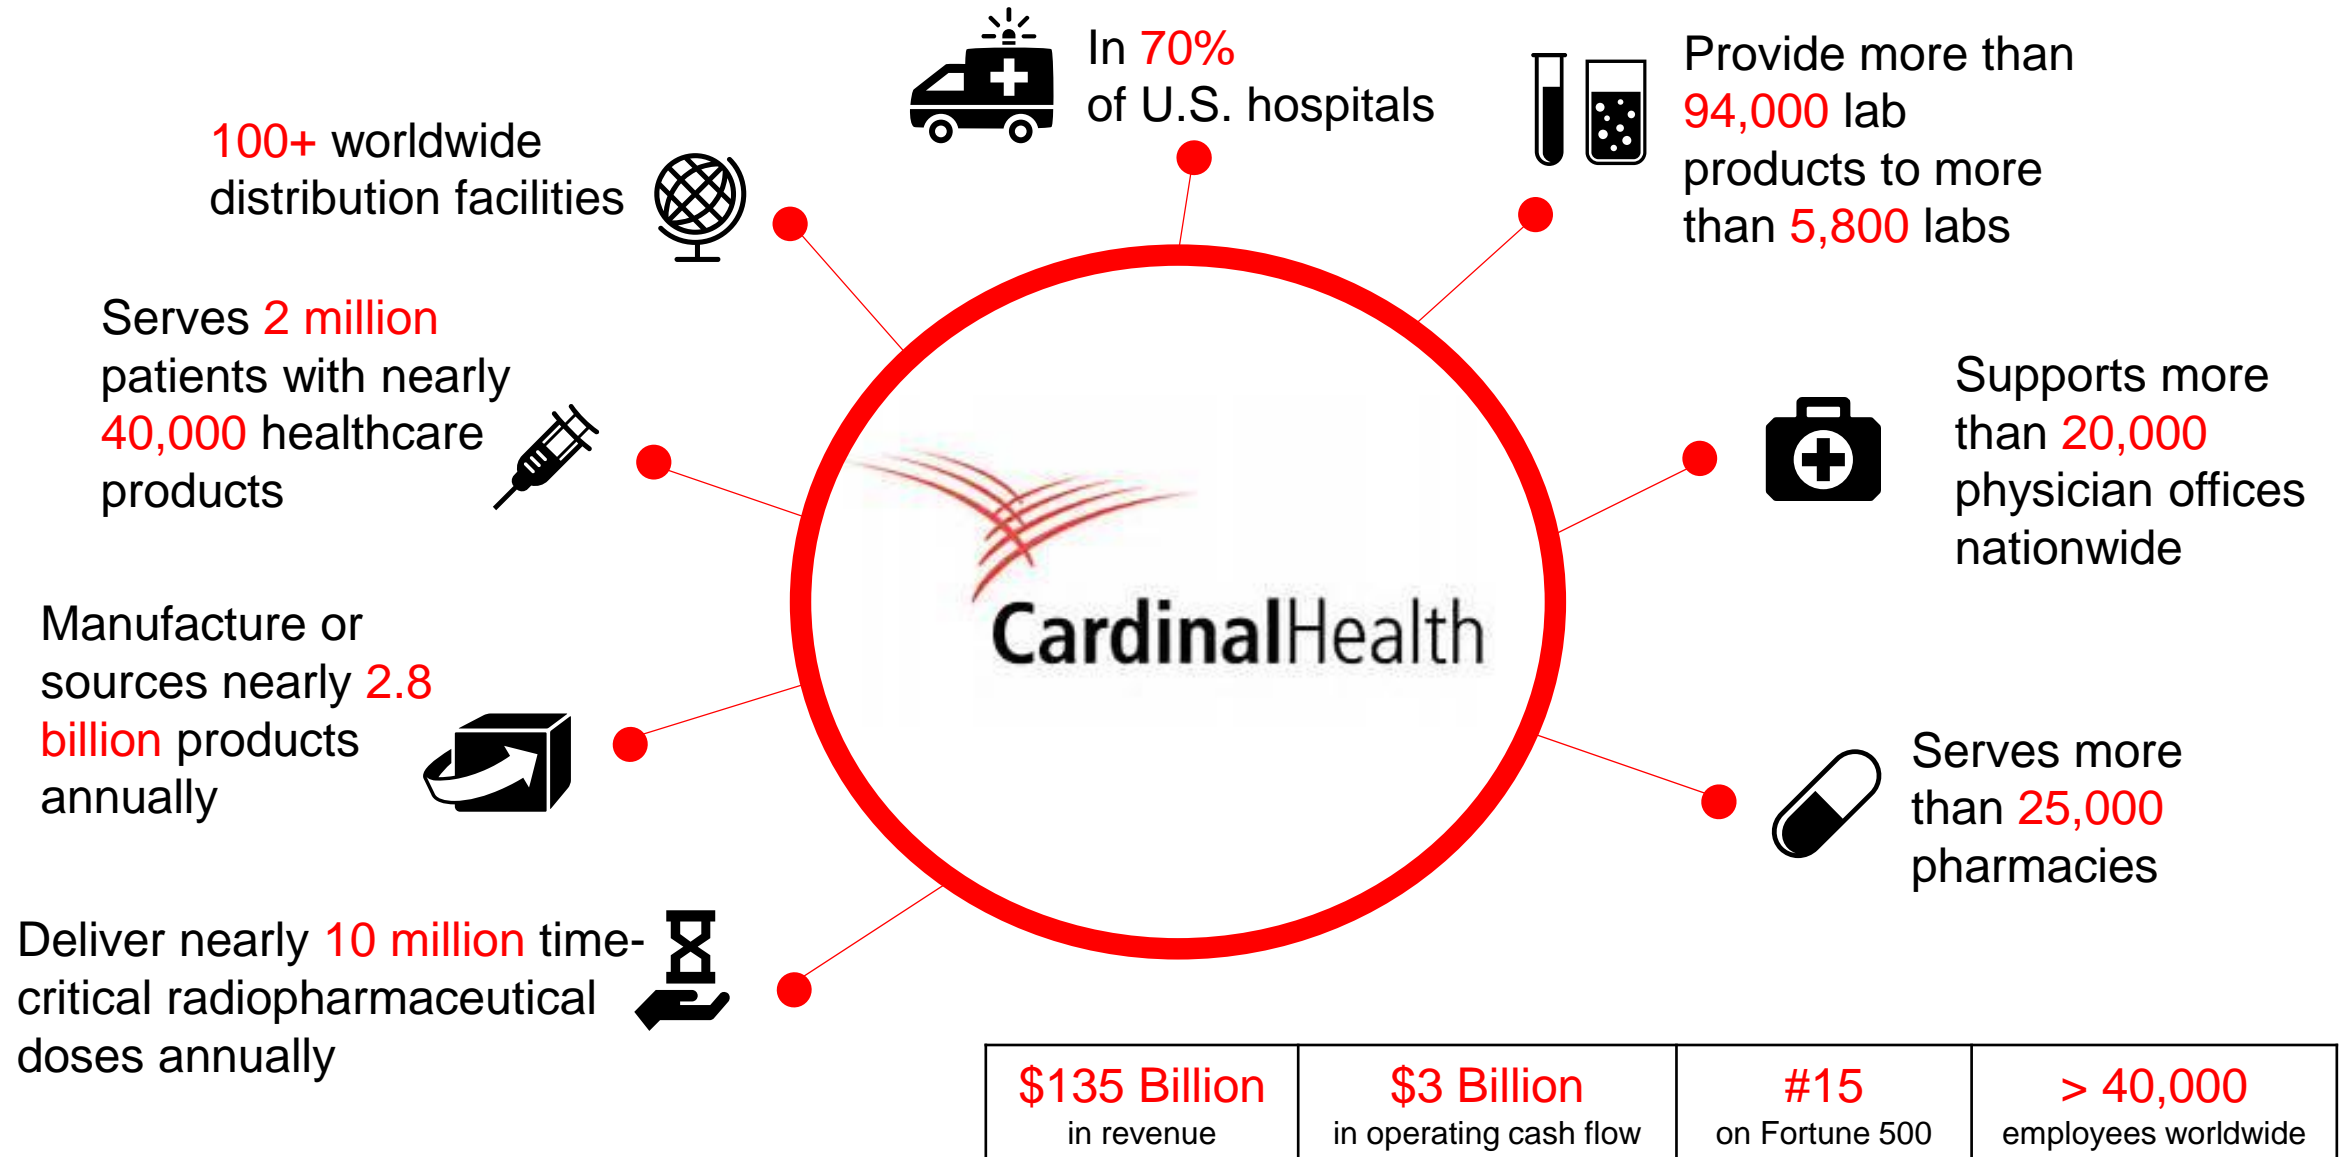 In 70%
of U.S. hospitals
Provide more than
94,000 lab
products to more
than 5,800 labs
100+ worldwide
distribution facilities
Serves 2 million
patients with nearly
40,000 healthcare
products
Supports more
than 20,000
physician offices
nationwide
CardinalHealth
Manufacture or
sources nearly 2.8
billion products
annually
Serves more
than 25,000
pharmacies
Deliver nearly 10 million time-
critical radiopharmaceutical
doses annually
$135 Billion
in revenue
$3 Billion
in operating cash flow
#15
on Fortune 500
> 40,000
employees worldwide